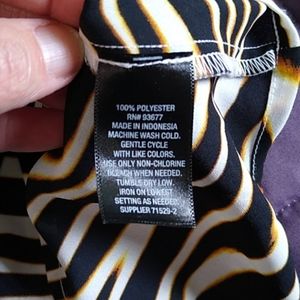 100% POLYESTER
RN# 93677
MADE IN INDONESIA
MACHINE WASH COLD.
GENTLE CYCLE
WITH LIKE COLORS.
USE ONLY NON-CHLORINE
BLEACH WHEN NEEDED.
TUMBLE DRY LOW.
IRON ON LOWEST
SETTING AS NEEDED.
SUPPLIER 71529-2